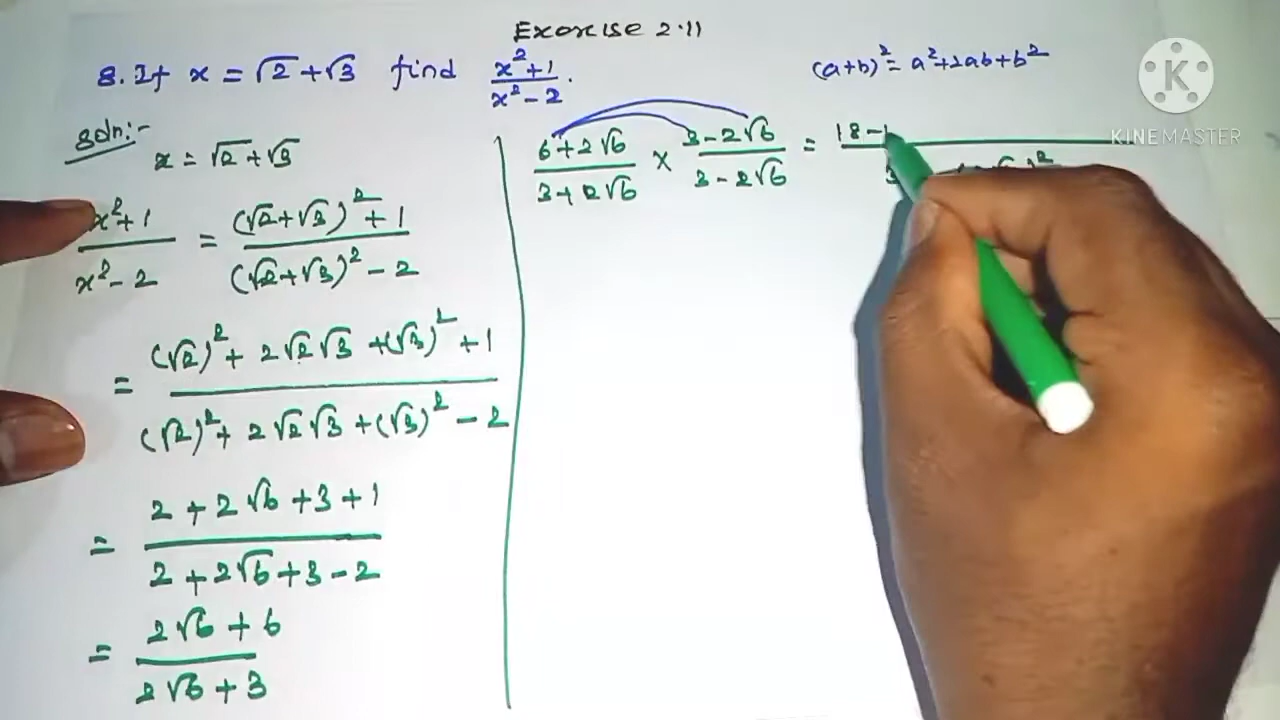 Exercise 2.11
8. If x = √2 + √3 find (x² + 1)/(x² - 2).
(a+b)² = a² + 2ab + b²
KINEMASTER
Soln:-
x = √2 + √3
(x² + 1)/(x² - 2) = ((√2 + √3)² + 1)/((√2 + √3)² - 2)
= ((√2)² + 2√2√3 + (√3)² + 1)/((√2)² + 2√2√3 + (√3)² - 2)
= (2 + 2√6 + 3 + 1)/(2 + 2√6 + 3 - 2)
= (2√6 + 6)/(2√6 + 3)
(6 + 2√6)/(3 + 2√6) × (3 - 2√6)/(3 - 2√6) = 18 - 1